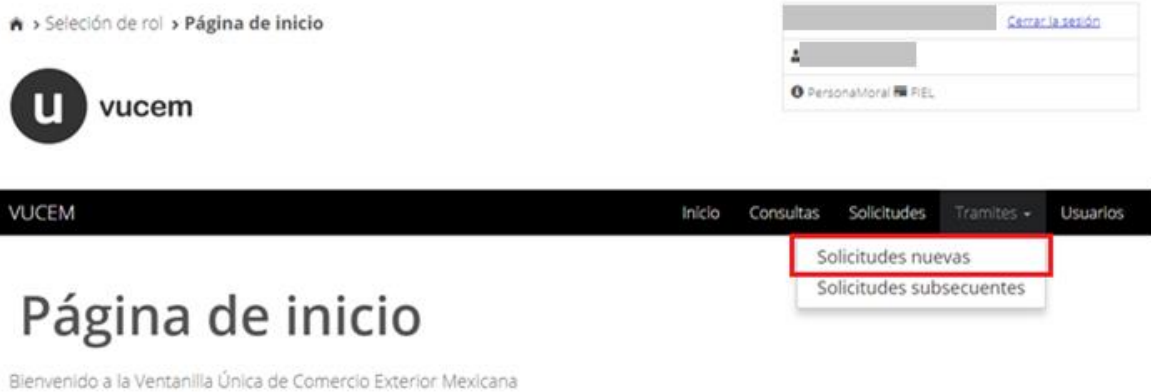 > Seleción de rol > Página de inicio
Cerrar la sesión
PersonaMoral FIEL
u vucem
VUCEM
Inicio Consultas Solicitudes Tramites Usuarios
Solicitudes nuevas
Solicitudes subsecuentes
Página de inicio
Bienvenido a la Ventanilla Única de Comercio Exterior Mexicana